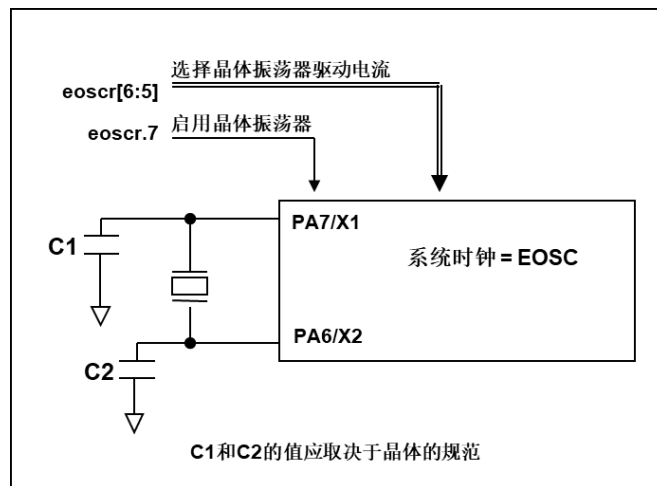 选择晶体振荡器驱动电流
eoscr[6:5]
启用晶体振荡器
eoscr.7
PA7/X1
C1
系统时钟 = EOSC
PA6/X2
C2
C1和C2的值应取决于晶体的规范